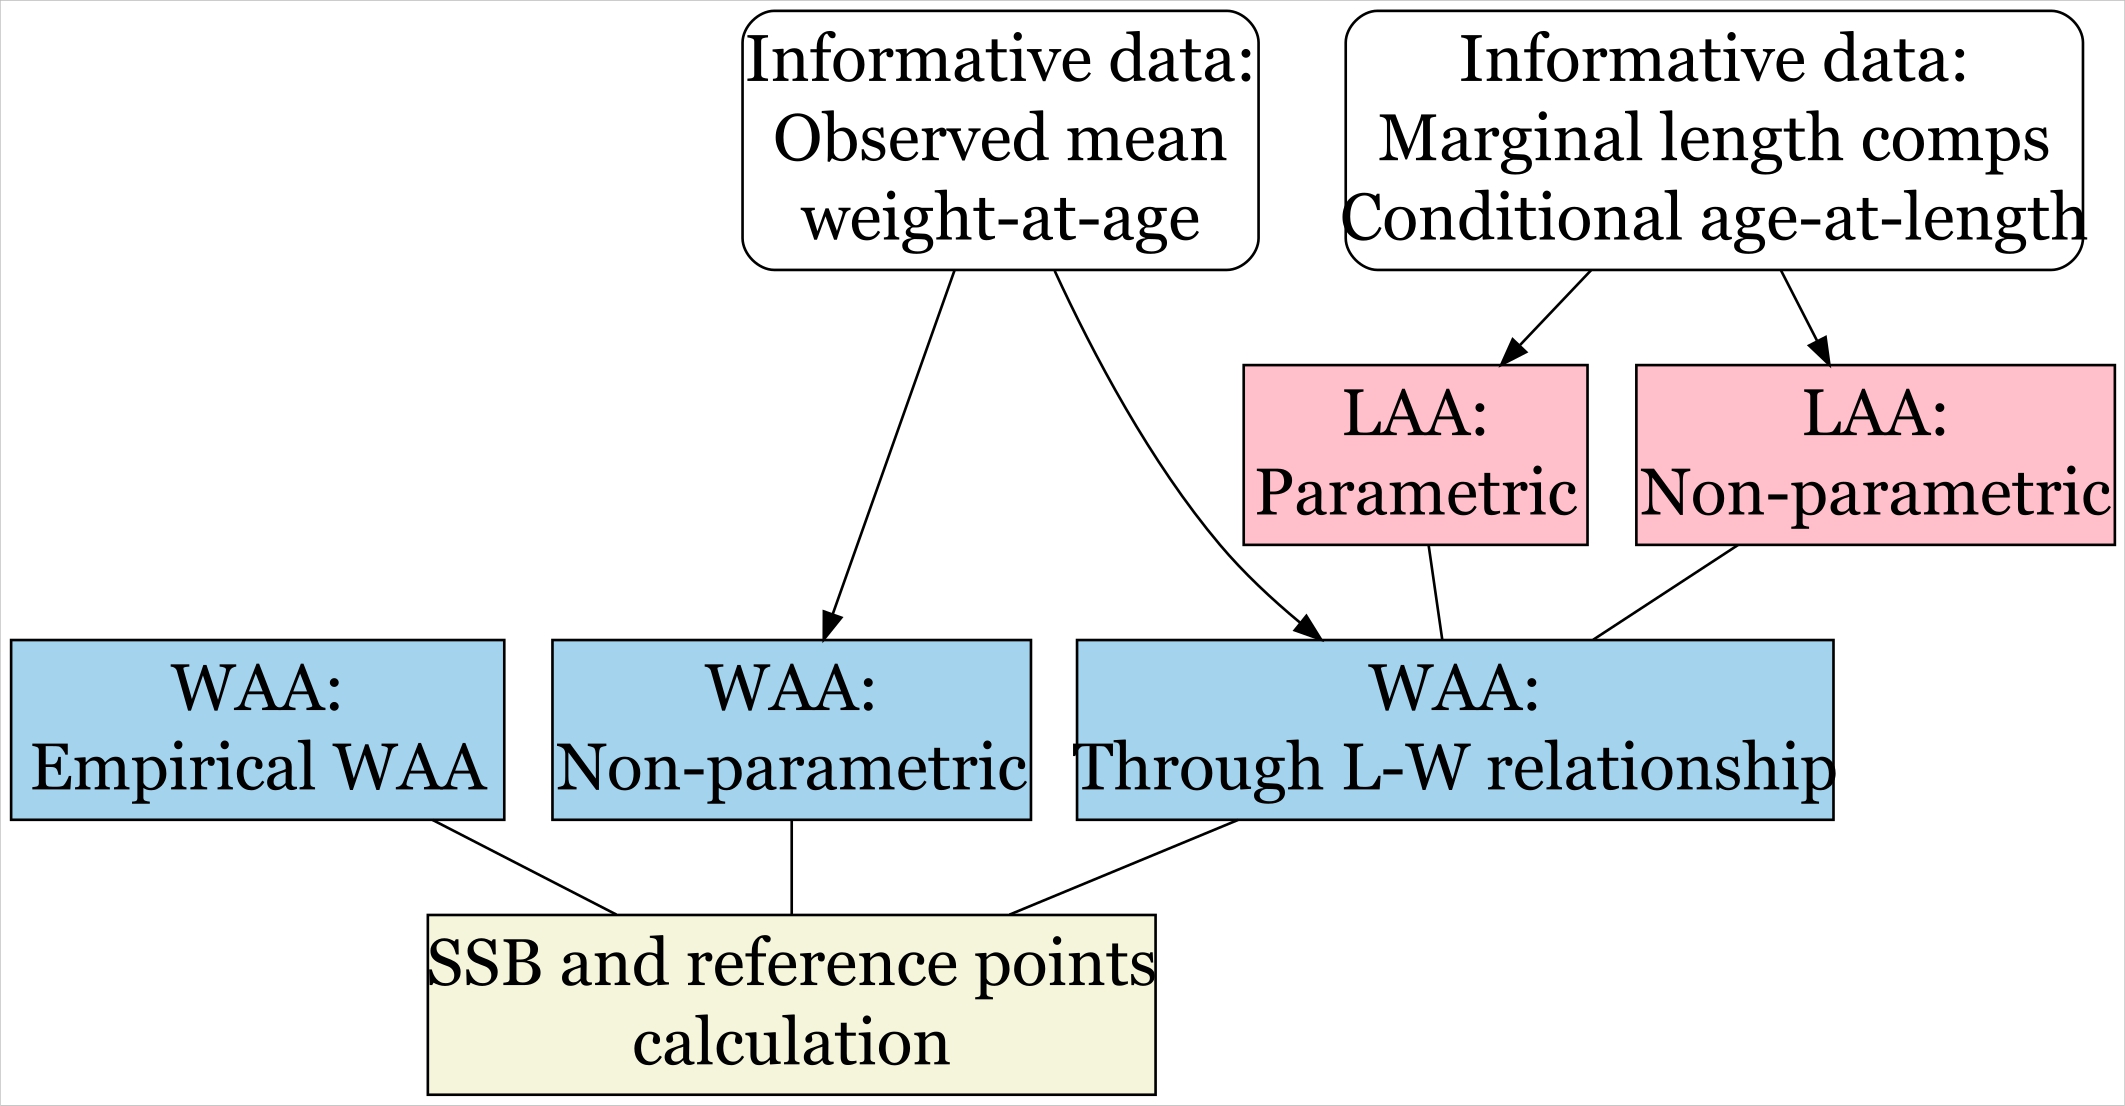 Informative data:
Observed mean
weight-at-age
Informative data:
Marginal length comps
Conditional age-at-length
LAA:
Parametric
LAA:
Non-parametric
WAA:
Empirical WAA
WAA:
Non-parametric
WAA:
Through L-W relationship
SSB and reference points
calculation